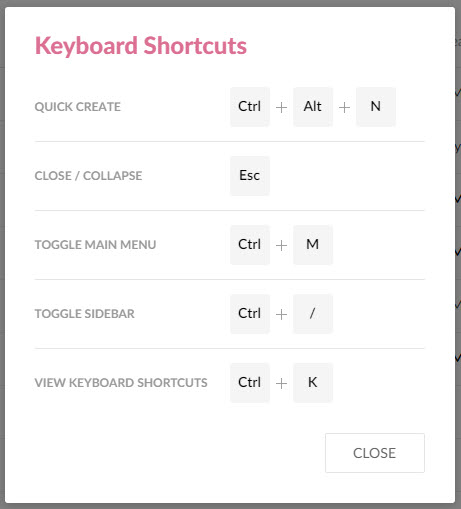 Keyboard Shortcuts
QUICK CREATE Ctrl + Alt + N
CLOSE / COLLAPSE Esc
TOGGLE MAIN MENU Ctrl + M
TOGGLE SIDEBAR Ctrl + /
VIEW KEYBOARD SHORTCUTS Ctrl + K
CLOSE